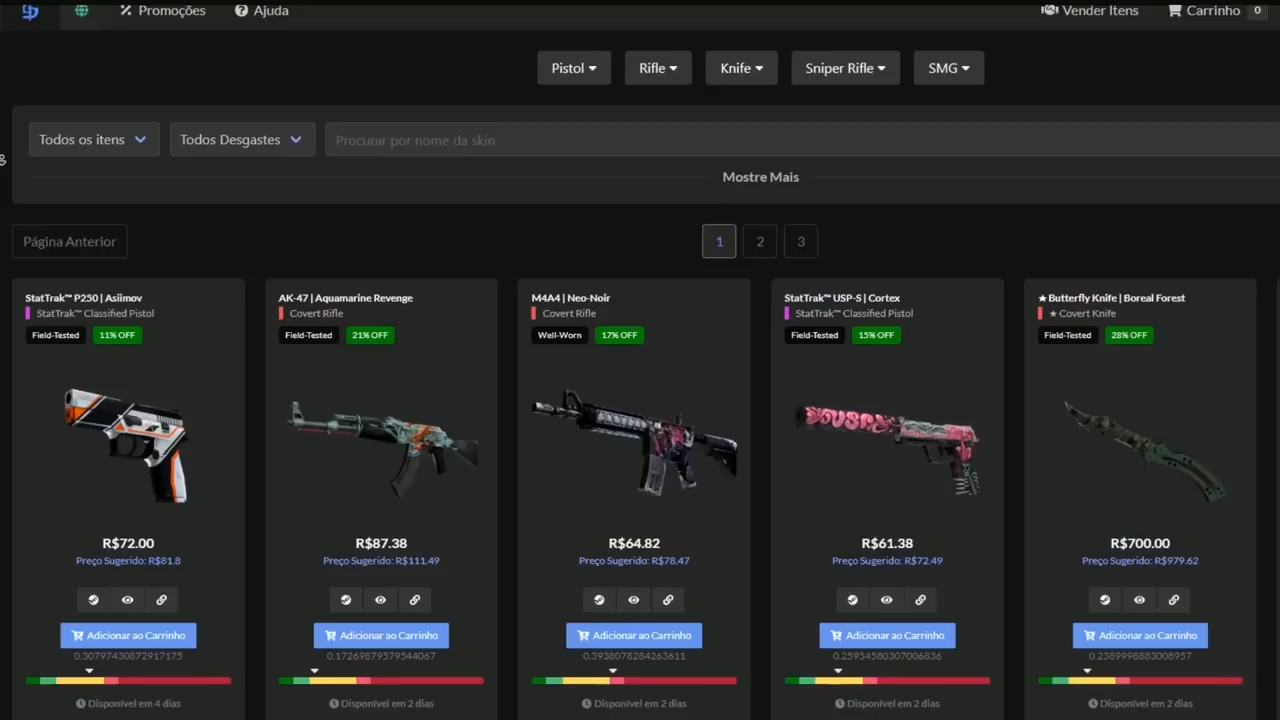 Promoções
Ajuda
Vender Itens
Carrinho 0
Pistol
Rifle
Knife
Sniper Rifle
SMG
Todos os itens
Todos Desgastes
Procurar por nome da skin
Mostre Mais
Página Anterior
1 2 3
StatTrak™ P250 | Asiimov
StatTrak™ Classified Pistol
Field-Tested 11% OFF
R$72.00
Preço Sugerido: R$81.8
Adicionar ao Carrinho
0.30797430872917175
Disponível em 4 dias
AK-47 | Aquamarine Revenge
Covert Rifle
Field-Tested 21% OFF
R$87.38
Preço Sugerido: R$111.49
Adicionar ao Carrinho
0.17269879579544067
Disponível em 2 dias
M4A4 | Neo-Noir
Covert Rifle
Well-Worn 17% OFF
R$64.82
Preço Sugerido: R$78.47
Adicionar ao Carrinho
0.3938078284263611
Disponível em 2 dias
StatTrak™ USP-S | Cortex
StatTrak™ Classified Pistol
Field-Tested 15% OFF
R$61.38
Preço Sugerido: R$72.49
Adicionar ao Carrinho
0.25954580307006836
Disponível em 2 dias
★ Butterfly Knife | Boreal Forest
★ Covert Knife
Field-Tested 28% OFF
R$700.00
Preço Sugerido: R$979.62
Adicionar ao Carrinho
0.2389998883008957
Disponível em 2 dias